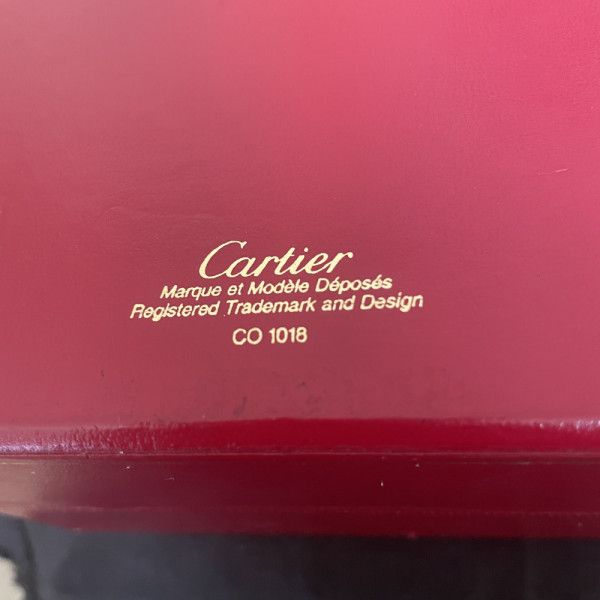 Cartier
Marque et Modèle Déposés
Registered Trademark and Design
CO 1018